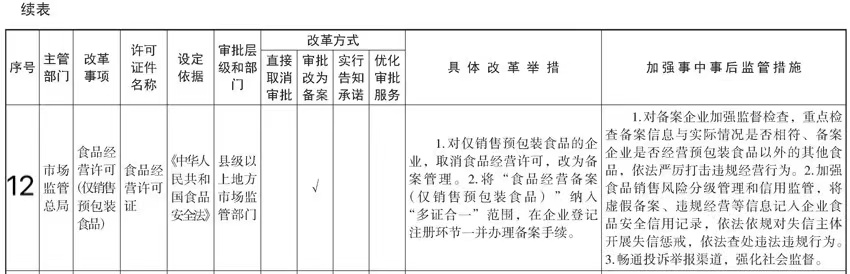 续表
序号
主管
部门
改革
事项
许可
证件
名称
设定
依据
审批层
级和部
门
改革方式
直接
取消
审批
审批
改为
备案
实行
告知
承诺
优化
审批
服务
具体改革举措
加强事中事后监管措施
12
市场
监管
总局
食品经
营许可
(仅销售
预包装
食品)
食品经
营许可
证
《中华人
民共和
国食品
安全法》
县级以
上地方
市场监
管部门
√
1.对仅销售预包装食品的企
业，取消食品经营许可，改为备
案管理。2.将“食品经营备案
(仅销售预包装食品)”纳入
“多证合一”范围，在企业登记
注册环节一并办理备案手续。
1.对备案企业加强监督检查，重点检
查备案信息与实际情况是否相符、备案
企业是否经营预包装食品以外的其他食
品，依法严厉打击违规经营行为。2.加强
食品销售风险分级管理和信用监管，将
虚假备案、违规经营等信息记入企业食
品安全信用记录，依法依规对失信主体
开展失信惩戒，依法查处违法违规行为。
3.畅通投诉举报渠道，强化社会监督。